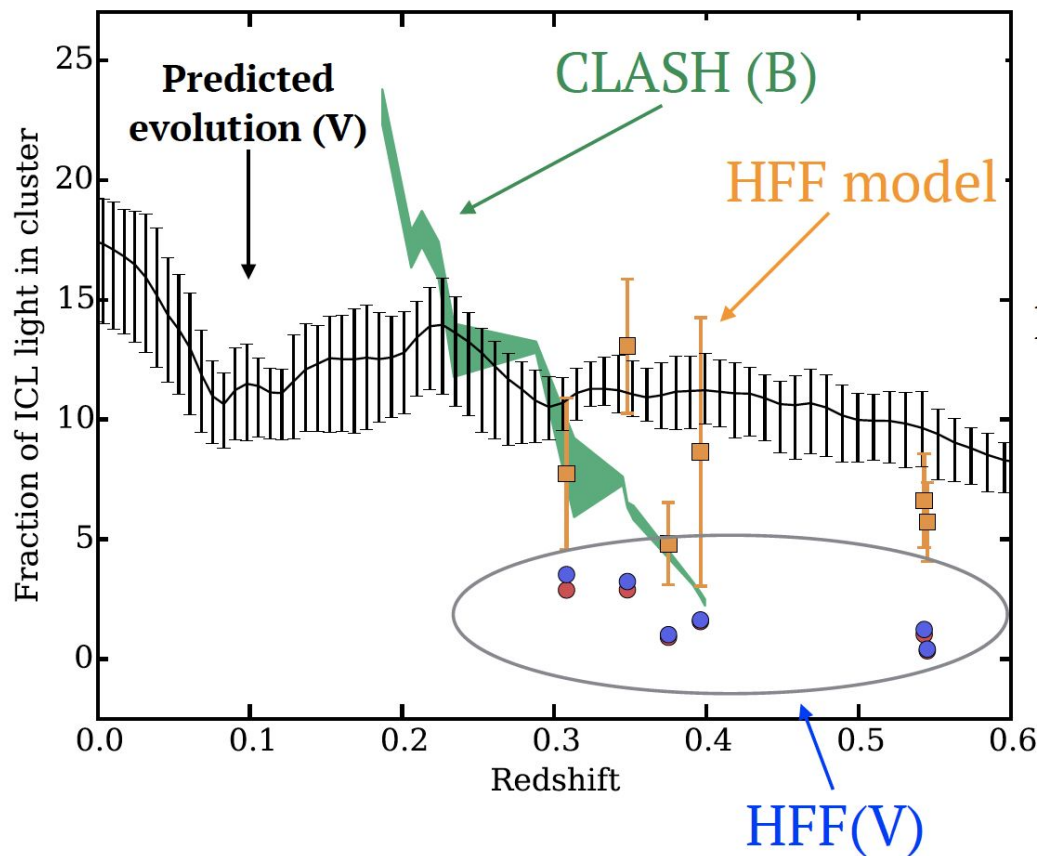 25
20
15
10
5
0
Fraction of ICL light in cluster
Predicted
evolution (V)
CLASH (B)
HFF model
0.0 0.1 0.2 0.3 0.4 0.5 0.6
Redshift
HFF(V)